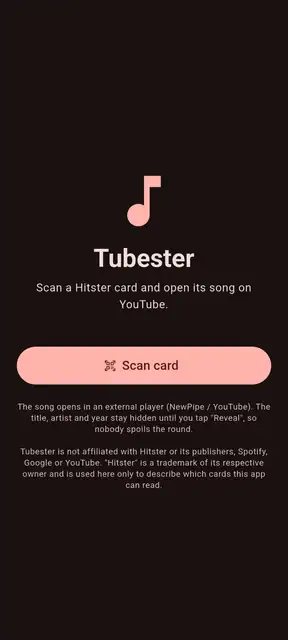 Tubester
Scan a Hitster card and open its song on
YouTube.
Scan card
The song opens in an external player (NewPipe / YouTube). The
title, artist and year stay hidden until you tap "Reveal", so
nobody spoils the round.
Tubester is not affiliated with Hitster or its publishers, Spotify,
Google or YouTube. "Hitster" is a trademark of its respective
owner and is used here only to describe which cards this app
can read.